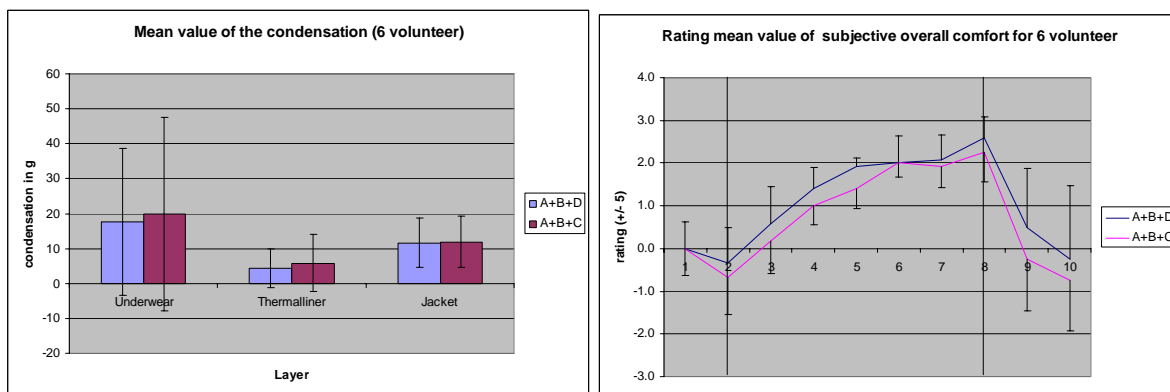 Mean value of the condensation (6 volunteer)
60
50
40
30
20
10
0
-10
-20
condensation in g
Underwear
Thermalliner
Jacket
Layer
A+B+D
A+B+C
Rating mean value of subjective overall comfort for 6 volunteer
4.0
3.0
2.0
1.0
0.0
-1.0
-2.0
-3.0
rating (+/- 5)
1 2 3 4 5 6 7 8 9 10
A+B+D
A+B+C